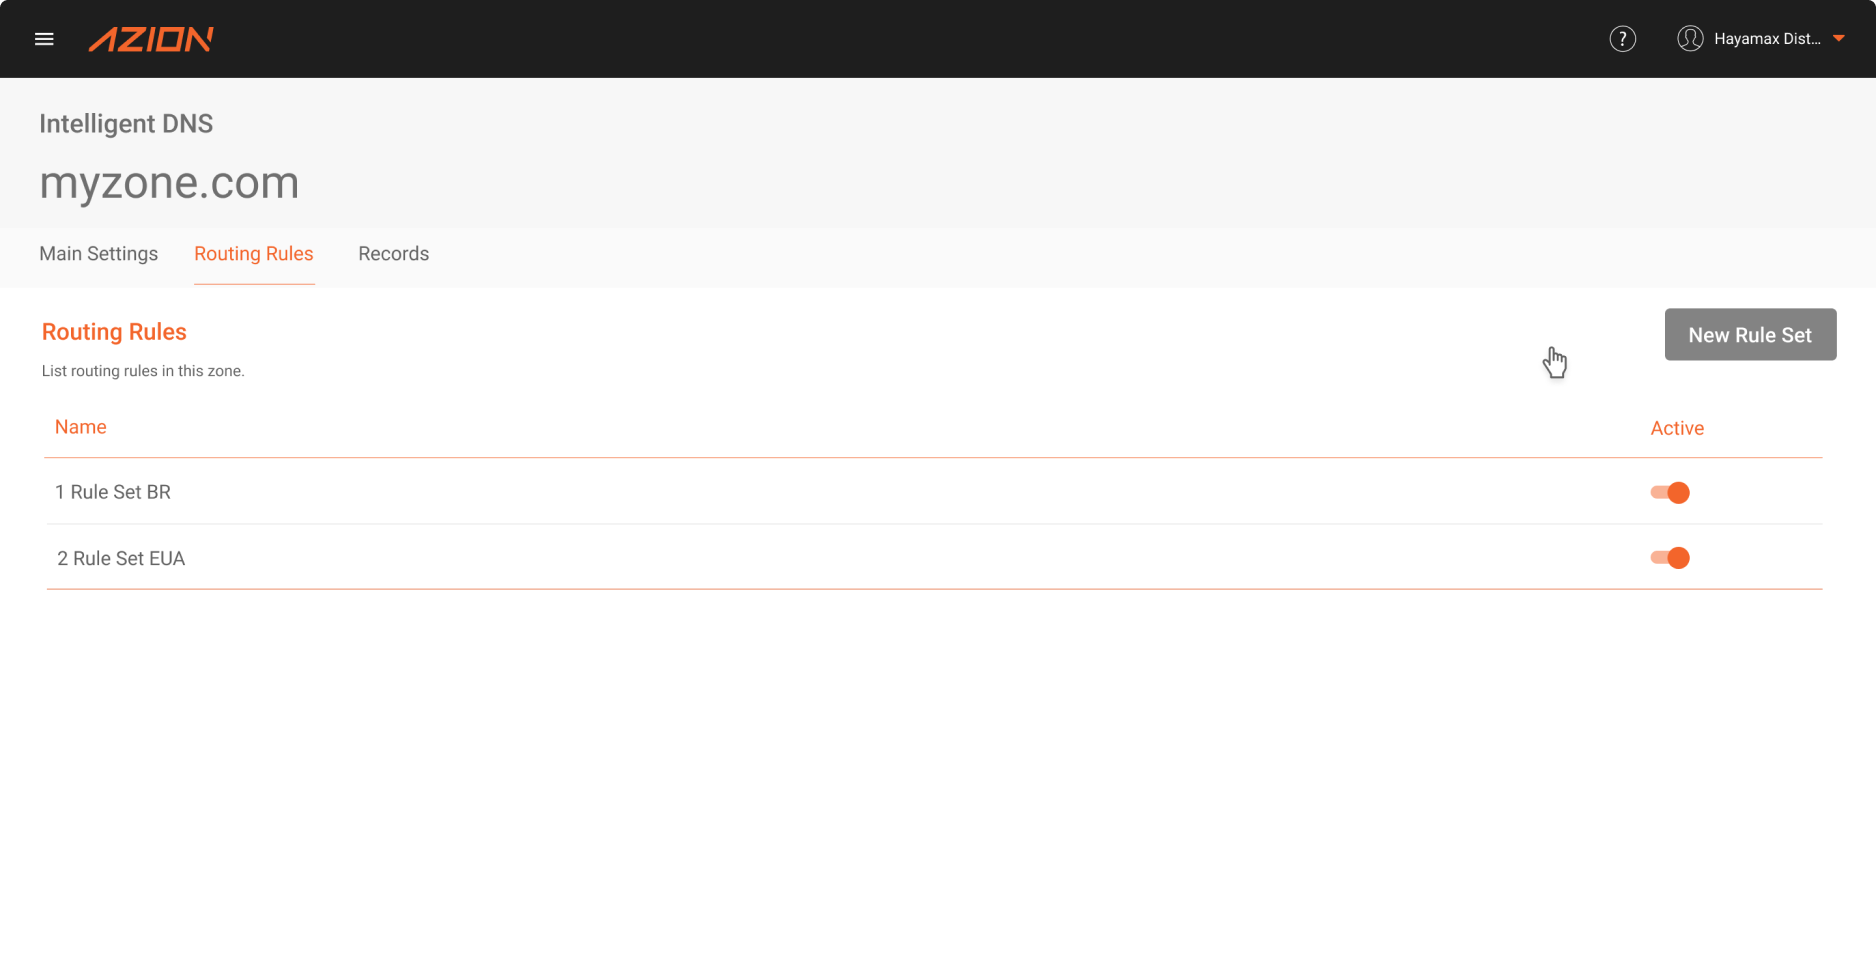 AZION
?
Hayamax Dist...
Intelligent DNS
myzone.com
Main Settings Routing Rules Records
Routing Rules
New Rule Set
List routing rules in this zone.
Name Active
1 Rule Set BR
2 Rule Set EUA